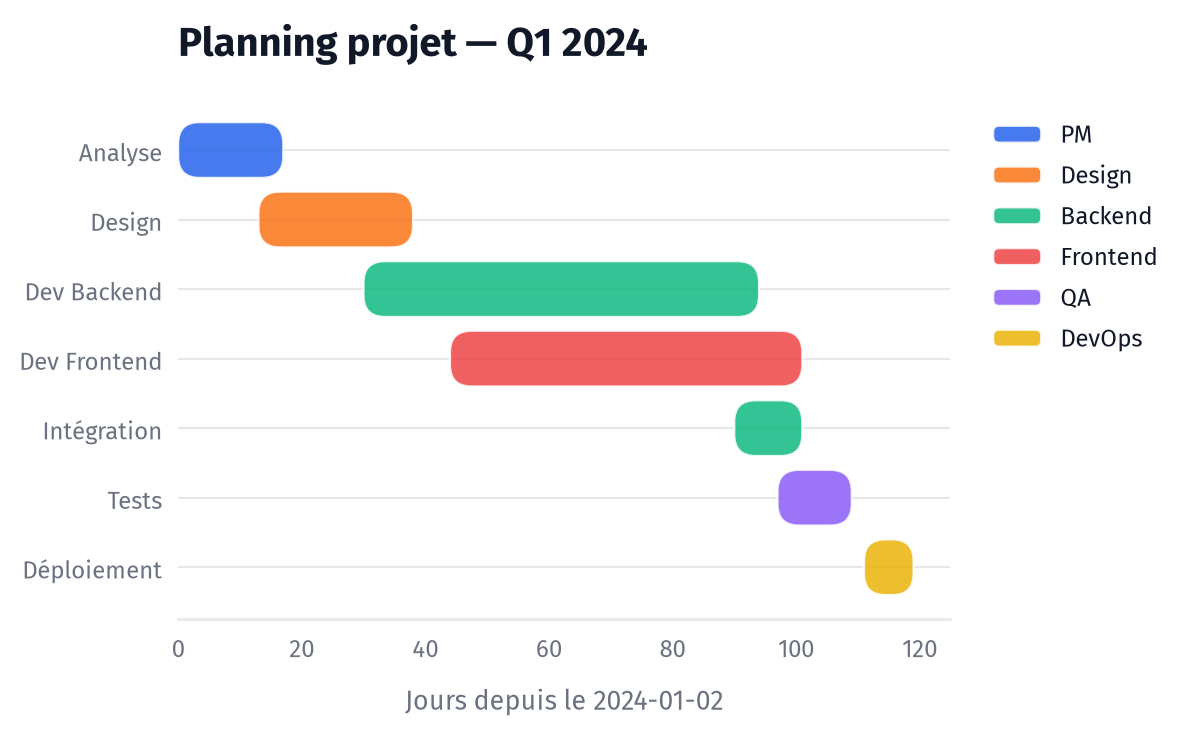 Planning projet — Q1 2024
Analyse
Design
Dev Backend
Dev Frontend
Intégration
Tests
Déploiement
0 20 40 60 80 100 120
Jours depuis le 2024-01-02
PM
Design
Backend
Frontend
QA
DevOps